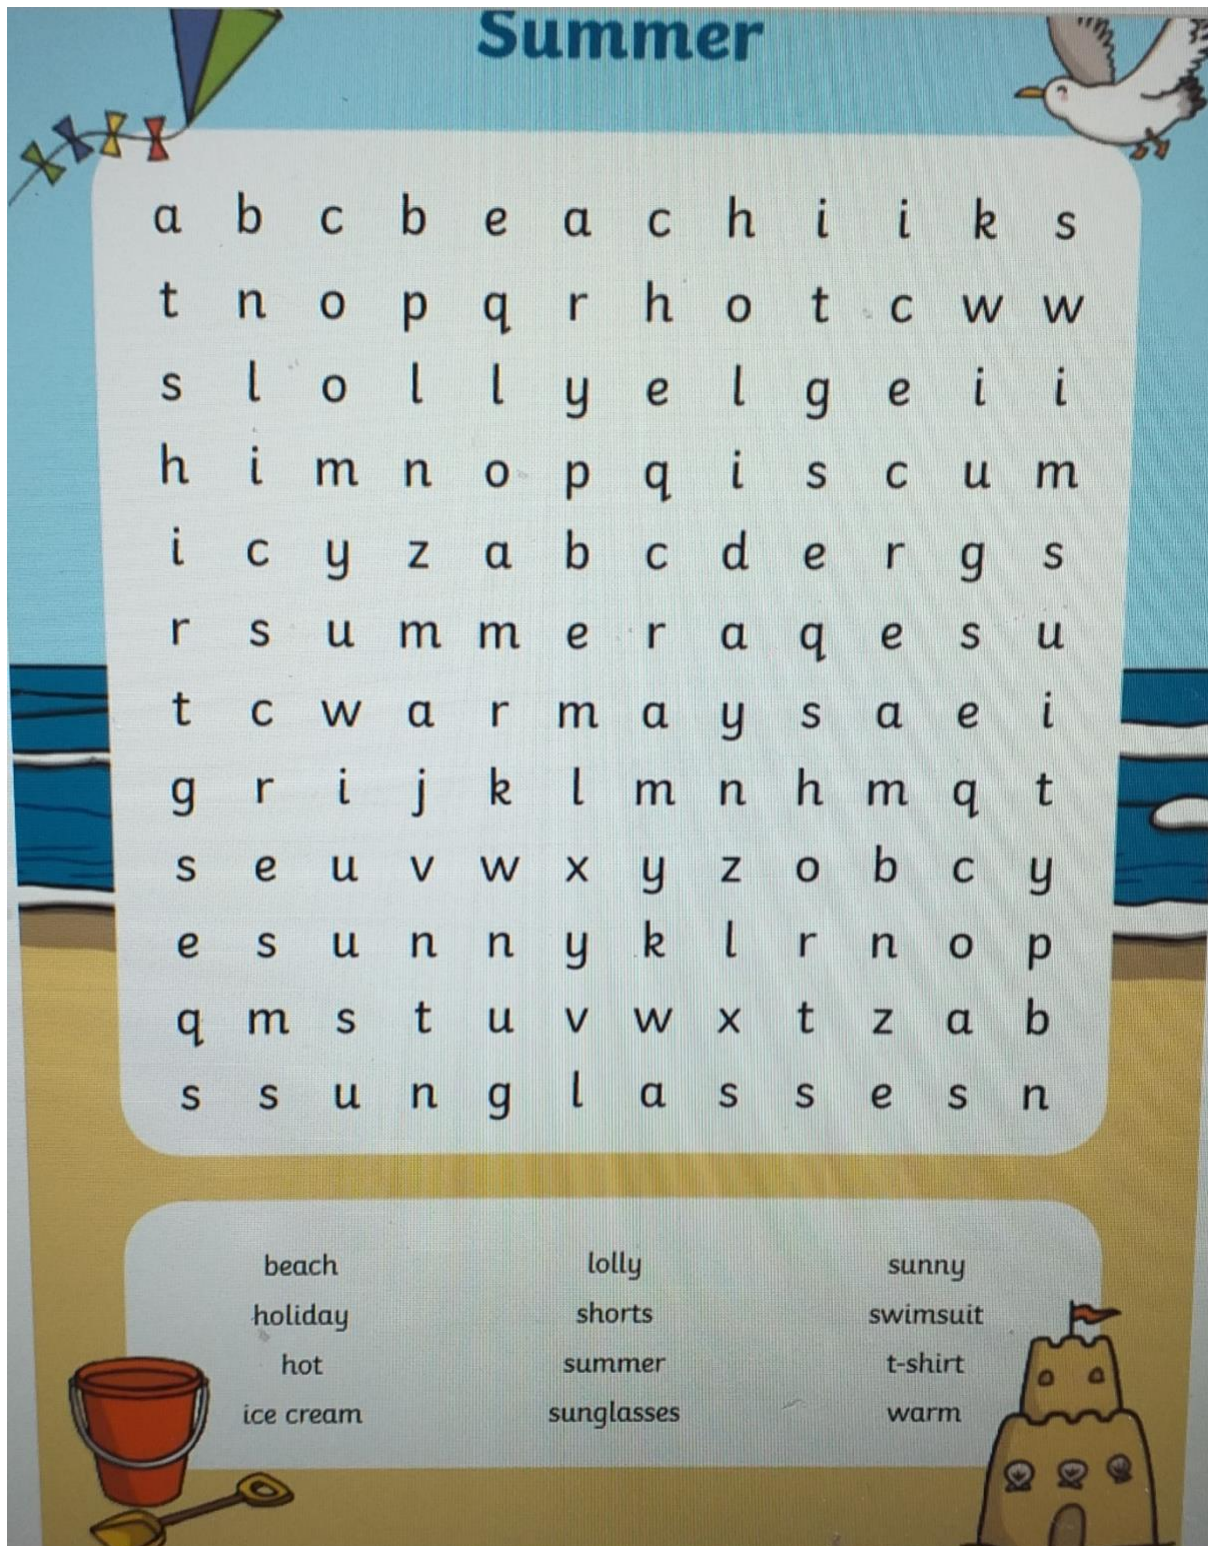 Summer
a b c b e a c h i i k s
t n o p q r h o t c w w
s l o l l y e l g e i i
h i m n o p q i s c u m
i c y z a b c d e r g s
r s u m m e r a q e s u
t c w a r m a y s a e i
g r i j k l m n h m q t
s e u v w x y z o b c y
e s u n n y k l r n o p
q m s t u v w x t z a b
s s u n g l a s s e s n
beach lolly sunny
holiday shorts swimsuit
hot summer t-shirt
ice cream sunglasses warm